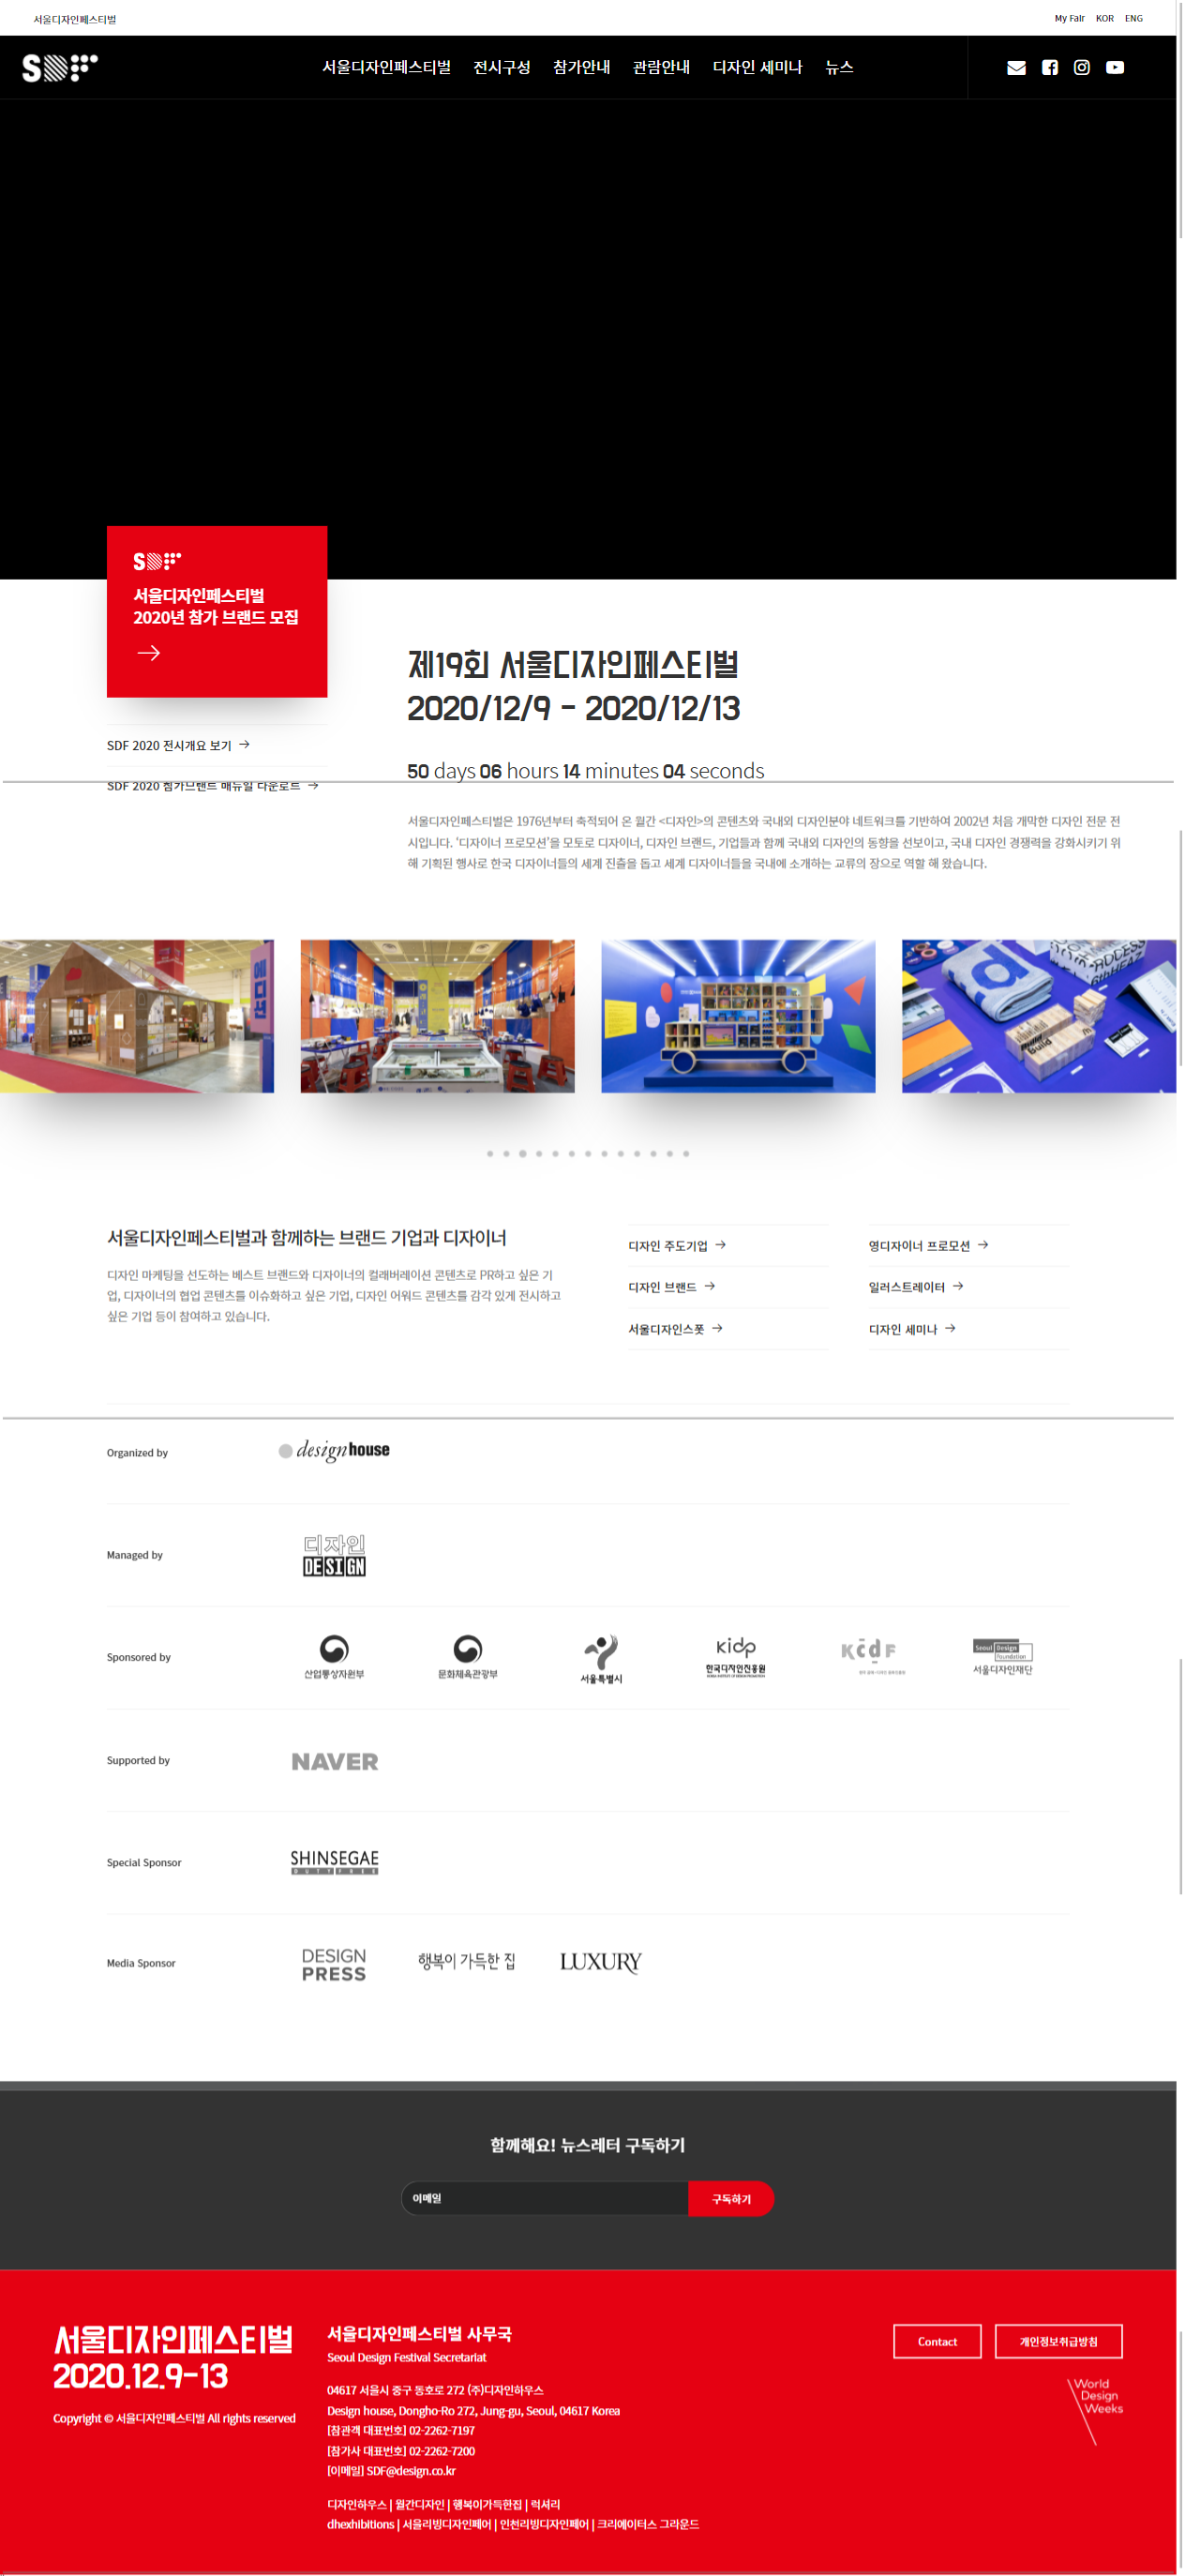 서울디자인페스티벌
My Fair KOR ENG
SDF 서울디자인페스티벌 전시구성 참가안내 관람안내 디자인 세미나 뉴스
SDF
서울디자인페스티벌
2020년 참가 브랜드 모집
제19회 서울디자인페스티벌
2020/12/9 - 2020/12/13
SDF 2020 전시개요 보기
SDF 2020 참가브랜드 매뉴얼 다운로드
50 days 06 hours 14 minutes 04 seconds
서울디자인페스티벌은 1976년부터 축적되어 온 월간 <디자인>의 콘텐츠와 국내외 디자인분야 네트워크를 기반하여 2002년 처음 개막한 디자인 전문 전
시입니다. ‘디자이너 프로모션’을 모토로 디자이너, 디자인 브랜드, 기업들과 함께 국내외 디자인의 동향을 선보이고, 국내 디자인 경쟁력을 강화시키기 위
해 기획된 행사로 한국 디자이너들의 세계 진출을 돕고 세계 디자이너들을 국내에 소개하는 교류의 장으로 역할 해 왔습니다.
에디션
build
서울디자인페스티벌과 함께하는 브랜드 기업과 디자이너
디자인 마케팅을 선도하는 베스트 브랜드와 디자이너의 컬래버레이션 콘텐츠로 PR하고 싶은 기
업, 디자이너의 협업 콘텐츠를 이슈화하고 싶은 기업, 디자인 어워드 콘텐츠를 감각 있게 전시하고
싶은 기업 등이 참여하고 있습니다.
디자인 주도기업
디자인 브랜드
서울디자인스폿
영디자이너 프로모션
일러스트레이터
디자인 세미나
Organized by
designhouse
Managed by
디자인
DESIGN
Sponsored by
산업통상자원부
문화체육관광부
서울특별시
kidp
한국디자인진흥원
KCDF
Seoul Design
Foundation
서울디자인재단
Supported by
NAVER
Special Sponsor
SHINSEGAE
DUTY FREE
Media Sponsor
DESIGN
PRESS
행복이 가득한 집
LUXURY
함께해요! 뉴스레터 구독하기
이메일
구독하기
서울디자인페스티벌
2020.12.9-13
Copyright © 서울디자인페스티벌 All rights reserved
서울디자인페스티벌 사무국
Seoul Design Festival Secretariat
04617 서울시 중구 동호로 272 (주)디자인하우스
Design house, Dongho-Ro 272, Jung-gu, Seoul, 04617 Korea
[참관객 대표번호] 02-2262-7197
[참가사 대표번호] 02-2262-7200
[이메일] SDF@design.co.kr
디자인하우스 | 월간디자인 | 행복이가득한집 | 럭셔리
dhexhibitions | 서울리빙디자인페어 | 인천리빙디자인페어 | 크리에이터스 그라운드
Contact
개인정보취급방침
World
Design
Weeks